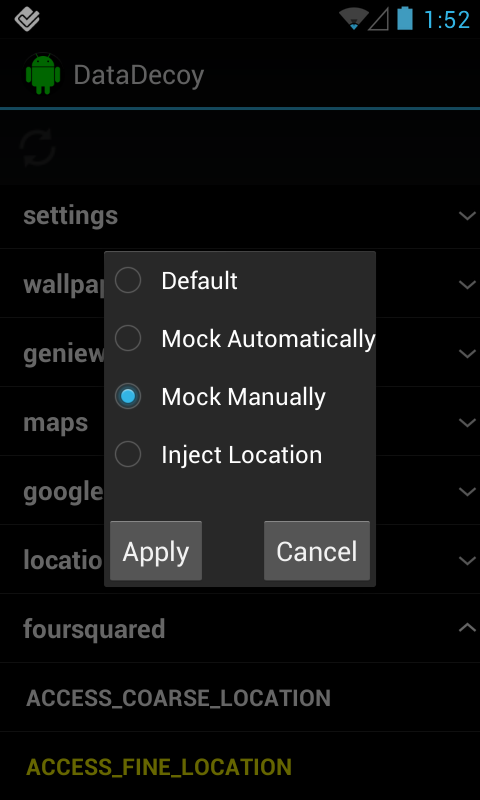 1:52
DataDecoy
settings
wallpap
Default
Mock Automatically
geniew
Mock Manually
maps
Inject Location
google
locatio
Apply
Cancel
foursquared
ACCESS_COARSE_LOCATION
ACCESS_FINE_LOCATION